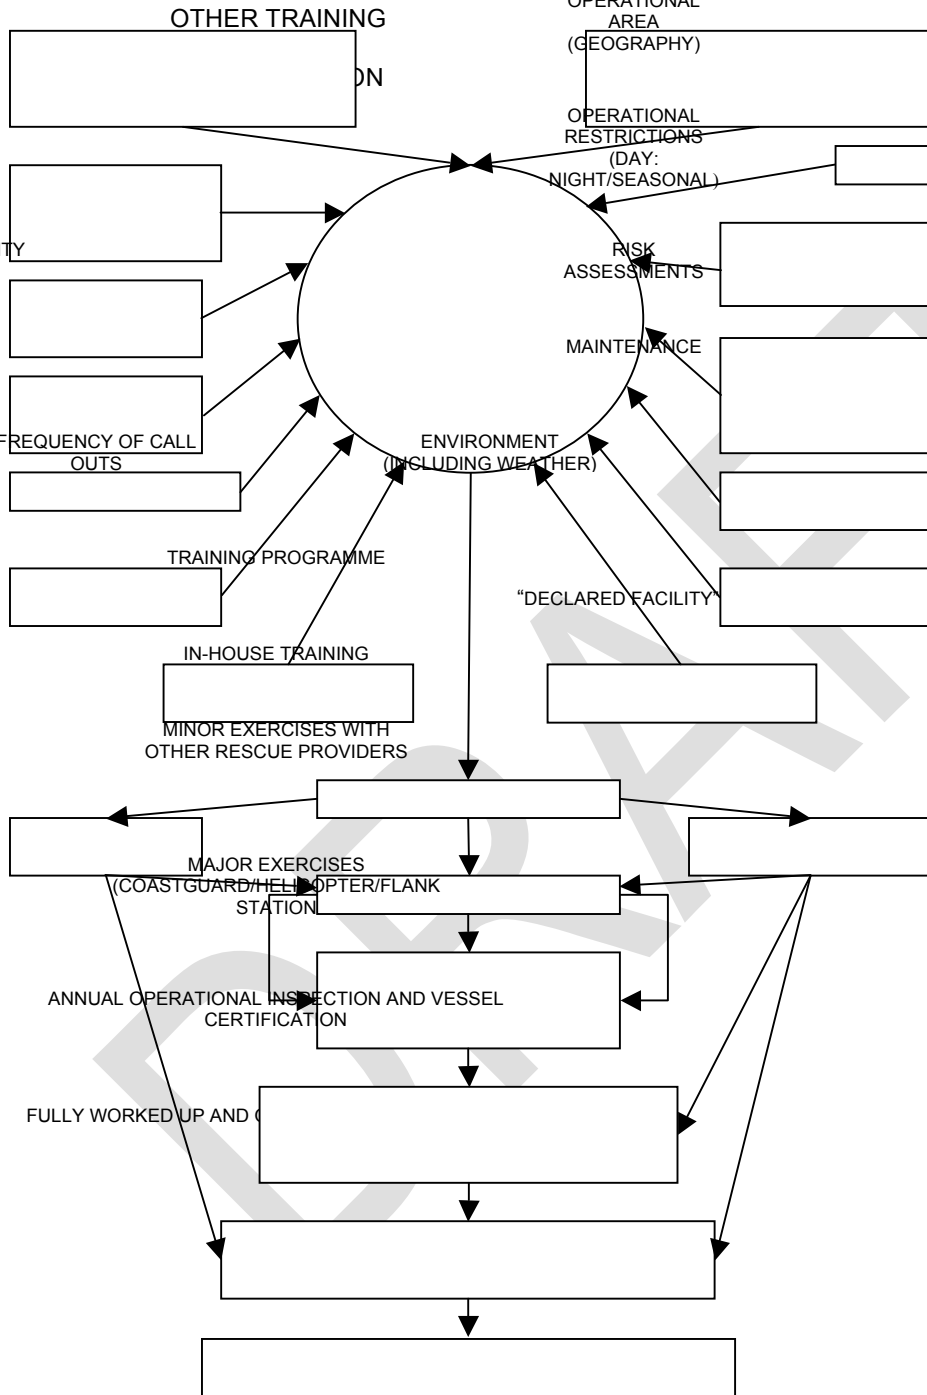 OTHER TRAINING
OPERATIONAL
AREA
(GEOGRAPHY)
OPERATIONAL
RESTRICTIONS
(DAY:
NIGHT/SEASONAL)
RISK
ASSESSMENTS
MAINTENANCE
FREQUENCY OF CALL
OUTS
ENVIRONMENT
(INCLUDING WEATHER)
TRAINING PROGRAMME
“DECLARED FACILITY”
IN-HOUSE TRAINING
MINOR EXERCISES WITH
OTHER RESCUE PROVIDERS
MAJOR EXERCISES
(COASTGUARD/HELICOPTER/FLANK
STATION
ANNUAL OPERATIONAL INSPECTION AND VESSEL
CERTIFICATION
FULLY WORKED UP AND
DRAFT